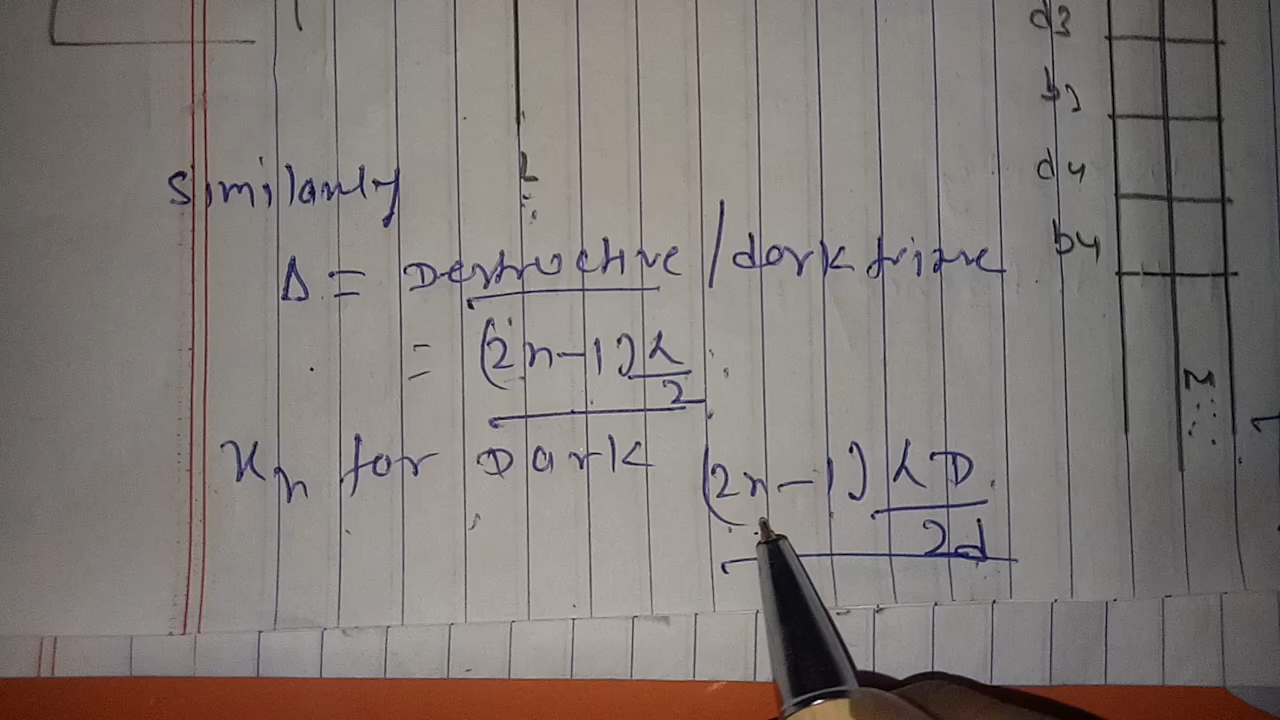 Similarly
Δ = Destructive / dark fringe
= (2n-1) λ/2
xn for Dark (2n-1) λD/2d
d3
b3
d4
b4